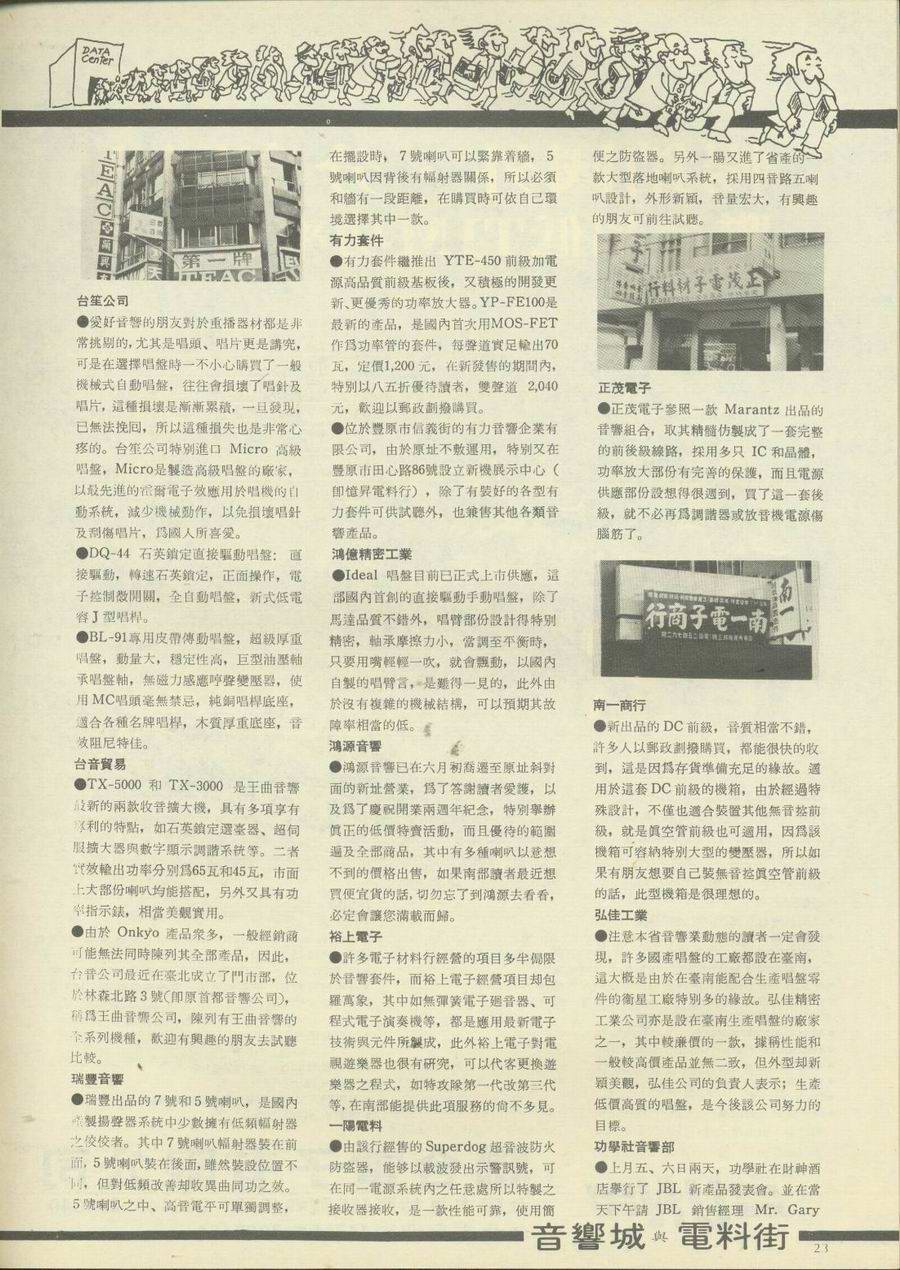 DATA
Center
TEAC
第一牌
TEAC
台笙公司
●愛好音響的朋友對於重播器材都是非
常挑剔的,尤其是唱頭、唱片更是講究,
可是在選擇唱盤時一不小心購買了一般
機械式自動唱盤，往往會損壞了唱針及
唱片，這種損壞是漸漸累積，一旦發現，
已無法挽囘，所以這種損失也是非常心
疼的。台笙公司特別進口 Micro 高級
唱盤，Micro是製造高級唱盤的廠家，
以最先進的霍爾電子效應用於唱機的自
動系統，減少機械動作，以免損壞唱針
及刮傷唱片，爲國人所喜愛。
●DQ-44 石英鎖定直接驅動唱盤: 直
接驅動，轉速石英鎖定，正面操作，電
子控制微開關，全自動唱盤，新式低電
容 J 型唱桿。
●BL-91專用皮帶傳動唱盤，超級厚重
唱盤，動量大，穩定性高，巨型油壓軸
承唱盤軸，無磁力感應哼聲變壓器，使
用 MC唱頭毫無禁忌，純銅唱桿底座，
適合各種名牌唱桿，木質厚重底座，音
效阻尼特佳。
台音貿易
●TX-5000 和 TX-3000 是王曲音響
最新的兩款收音擴大機，具有多項享有
專利的特點，如石英鎖定選臺器、超伺
服擴大器與數字顯示調諧系統等。二者
實效輸出功率分別爲65瓦和45瓦，市面
上大部份喇叭均能搭配，另外又具有功
率指示錶，相當美觀實用。
●由於 Onkyo 產品衆多，一般經銷商
可能無法同時陳列其全部產品，因此，
台音公司最近在臺北成立了門市部，位
於林森北路 3 號(卽原首都音響公司)，
稱爲王曲音響公司，陳列有王曲音響的
全系列機種，歡迎有興趣的朋友去試聽
比較。
瑞豐音響
●瑞豐出品的 7 號和 5 號喇叭，是國內
自製揚聲器系統中少數擁有低頻輻射器
之佼佼者。其中 7 號喇叭輻射器裝在前
面，5 號喇叭裝在後面,雖然裝設位置不
同，但對低頻改善却收異曲同功之效。
5 號喇叭之中、高音電平可單獨調整，
在擺設時，7 號喇叭可以緊靠着牆，5
號喇叭因背後有輻射器關係，所以必須
和牆有一段距離，在購買時可依自己環
境選擇其中一款。
有力套件
●有力套件繼推出 YTE-450 前級加電
源高品質前級基板後，又積極的開發更
新、更優秀的功率放大器。YP-FE100是
最新的產品，是國內首次用MOS-FET
作爲功率管的套件，每聲道實足輸出70
瓦，定價1,200 元，在新發售的期間內，
特別以八五折優待讀者，雙聲道 2,040
元，歡迎以郵政劃撥購買。
●位於豐原市信義街的有力音響企業有
限公司，由於原址不敷運用，特別又在
豐原市田心路86號設立新機展示中心（
卽億昇電料行），除了有裝好的各型有
力套件可供試聽外，也兼售其他各類音
響產品。
鴻億精密工業
●Ideal 唱盤目前已正式上市供應，這
部國內首創的直接驅動手動唱盤，除了
馬達品質不錯外，唱臂部份設計得特別
精密，軸承摩擦力小，當調至平衡時，
只要用嘴輕輕一吹，就會飄動，以國內
自製的唱臂言，是難得一見的，此外由
於沒有複雜的機械結構，可以預期其故
障率相當的低。
鴻源音響
●鴻源音響已在六月初喬遷至原址斜對
面的新址營業，爲了答謝讀者愛護，以
及爲了慶祝開業兩週年紀念，特別舉辦
眞正的低價特賣活動，而且優待的範圍
遍及全部商品，其中有多種喇叭以意想
不到的價格出售，如果南部讀者最近想
買便宜貨的話，切勿忘了到鴻源去看看，
必定會讓您滿載而歸。
裕上電子
●許多電子材料行經營的項目多半侷限
於音響套件，而裕上電子經營項目却包
羅萬象，其中如無彈簧電子廻音器、可
程式電子演奏機等，都是應用最新電子
技術與元件所製成，此外裕上電子對電
視遊樂器也很有硏究，可以代客更換遊
樂器之程式，如特攻隊第一代改第三代
等,在南部能提供此項服務的尙不多見。
一陽電料
●由該行經售的 Superdog 超音波防火
防盜器，能够以載波發出示警訊號，可
在同一電源系統內之任意處所以特製之
接收器接收，是一款性能可靠，使用簡
便之防盜器。另外一陽又進了省產的一
款大型落地喇叭系統，採用四音路五喇
叭設計，外形新穎，音量宏大，有興趣
的朋友可前往試聽。
正茂電子材料行
正茂電子
●正茂電子參照一款 Marantz 出品的
音響組合，取其精髓仿製成了一套完整
的前後級線路，採用多只 IC 和晶體，
功率放大部份有完善的保護，而且電源
供應部份設想得很週到，買了這一套後
級，就不必再爲調諧器或放音機電源傷
腦筋了。
南一電子商行
南一
南一商行
●新出品的 DC 前級，音質相當不錯，
許多人以郵政劃撥購買，都能很快的收
到，這是因爲存貨準備充足的緣故。適
用於這套 DC 前級的機箱，由於經過特
殊設計，不僅也適合裝置其他無音控前
級，就是眞空管前級也可適用，因爲該
機箱可容納特別大型的變壓器，所以如
果有朋友想要自己裝無音控眞空管前級
的話，此型機箱是很理想的。
弘佳工業
●注意本省音響業動態的讀者一定會發
現，許多國產唱盤的工廠都設在臺南，
這大槪是由於在臺南能配合生產唱盤零
件的衞星工廠特別多的緣故。弘佳精密
工業公司亦是設在臺南生產唱盤的廠家
之一，其中較廉價的一款，據稱性能和
一般較高價產品並無二致，但外型却新
穎美觀，弘佳公司的負責人表示；生產
低價高質的唱盤，是今後該公司努力的
目標。
功學社音響部
●上月五、六日兩天，功學社在財神酒
店舉行了 JBL 新產品發表會。並在當
天下午請 JBL 銷售經理 Mr. Gary
音響城與電料街
23